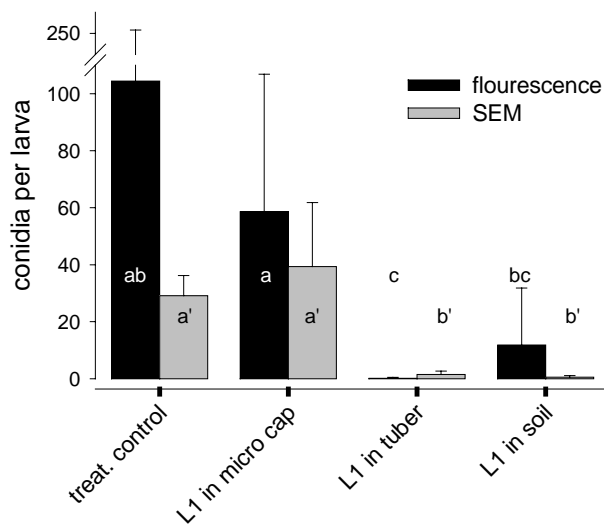 250
100
80
60
40
20
0
conidia per larva
flourescence
SEM
ab
a'
a
a'
c
b'
bc
b'
treat. control
L1 in micro cap
L1 in tuber
L1 in soil